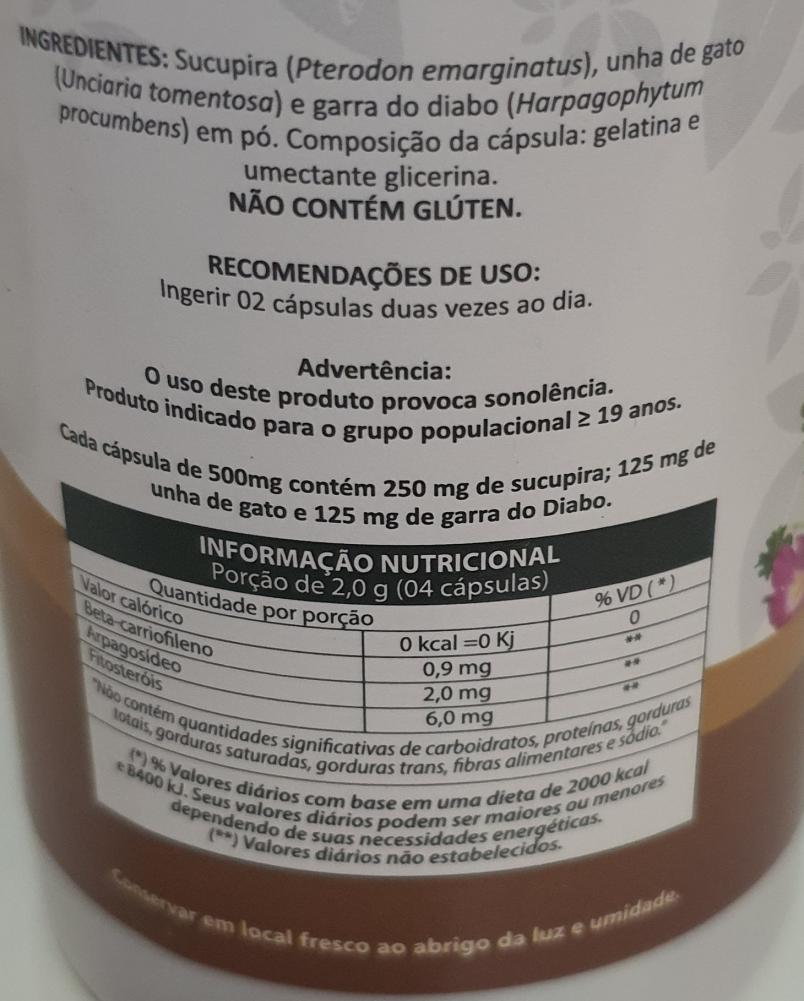 INGREDIENTES: Sucupira (Pterodon emarginatus), unha de gato
(Unciaria tomentosa) e garra do diabo (Harpagophytum
procumbens) em pó. Composição da cápsula: gelatina e
umectante glicerina.
NÃO CONTÉM GLÚTEN.
RECOMENDAÇÕES DE USO:
Ingerir 02 cápsulas duas vezes ao dia.
Advertência:
O uso deste produto provoca sonolência.
Produto indicado para o grupo populacional ≥ 19 anos.
Cada cápsula de 500mg contém 250 mg de sucupira; 125 mg de
unha de gato e 125 mg de garra do Diabo.
INFORMAÇÃO NUTRICIONAL
Porção de 2,0 g (04 cápsulas)
Quantidade por porção % VD (*)
Valor calórico 0 kcal =0 Kj 0
Beta-carriofileno 0,9 mg **
Arpagosídeo 2,0 mg **
Fitosteróis 6,0 mg **
"Não contém quantidades significativas de carboidratos, proteínas, gorduras
totais, gorduras saturadas, gorduras trans, fibras alimentares e sódio."
(*) % Valores diários com base em uma dieta de 2000 kcal
e 8400 kJ. Seus valores diários podem ser maiores ou menores
dependendo de suas necessidades energéticas.
(**) Valores diários não estabelecidos.
Conservar em local fresco ao abrigo da luz e umidade.